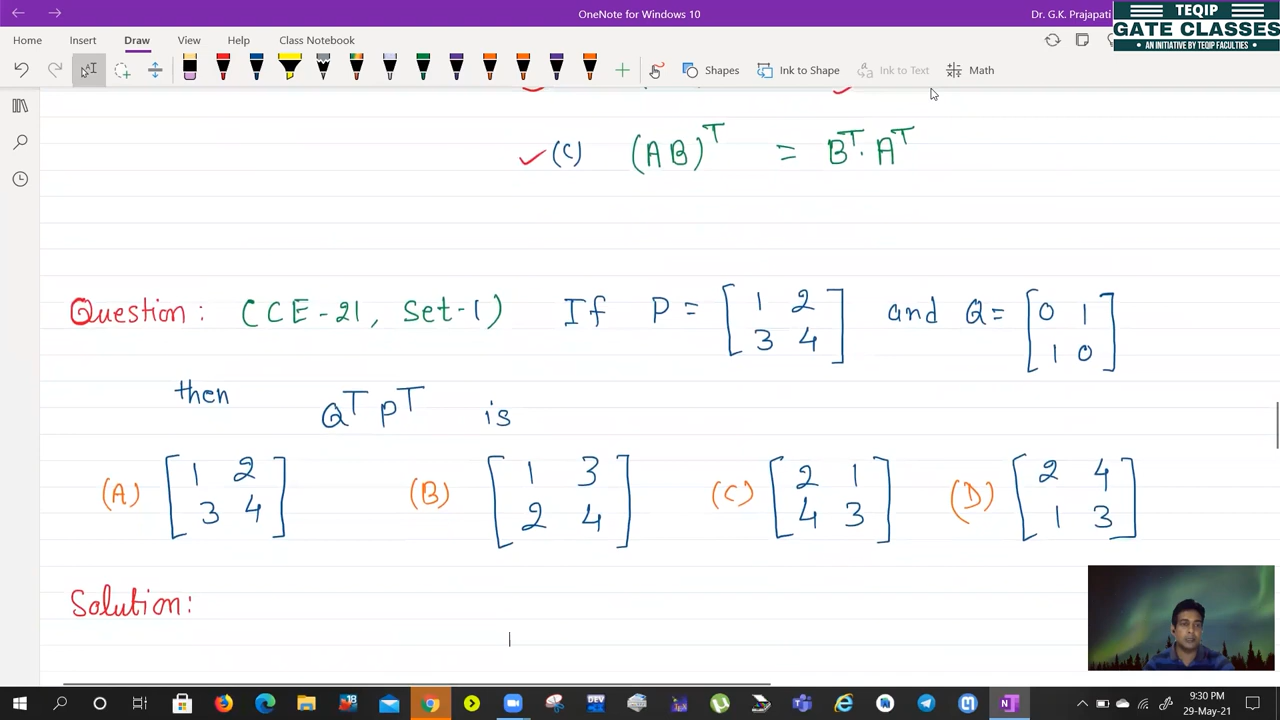 OneNote for Windows 10
Dr. G.K. Prajapati
TEQIP
GATE CLASSES
AN INITIATIVE BY TEQIP FACULTIES
Home Insert Draw View Help Class Notebook
Shapes Ink to Shape Ink to Text Math
(C) (AB)^T = B^T . A^T
Question: (CCE-21, Set-1) If P = [1 2
3 4] and Q = [0 1
1 0]
then Q^T P^T is
(A) [1 2
3 4] (B) [1 3
2 4] (C) [2 1
4 3] (D) [2 4
1 3]
Solution:
9:30 PM
29-May-21